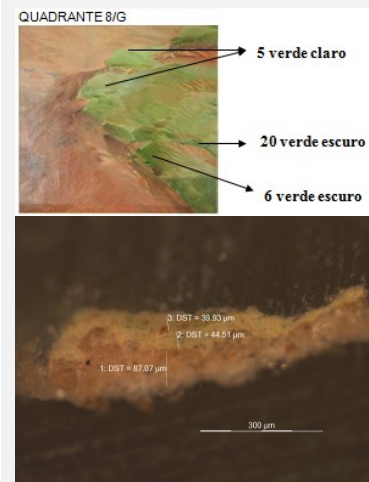 QUADRANTE 8/G
5 verde claro
20 verde escuro
6 verde escuro
3: DST = 39.93 µm
2: DST = 44.51 µm
1: DST = 87.07 µm
300 µm